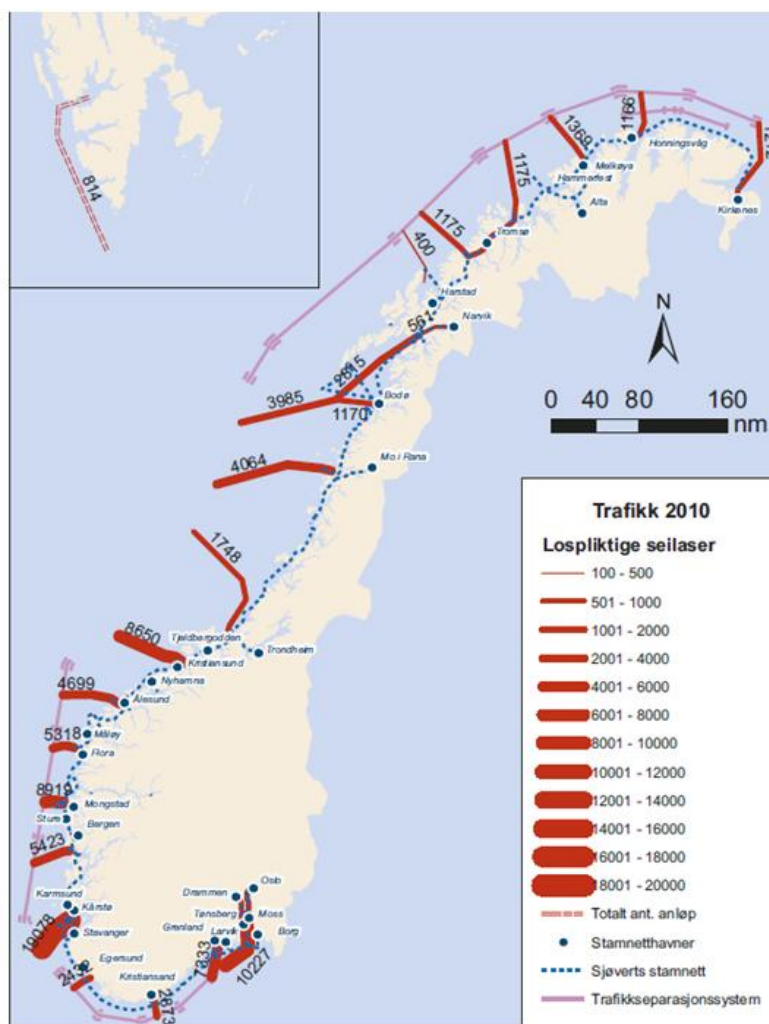 814
1166
1369
Honningsvåg
Melkøya
1175
Hammerfest
Kirkenes
Alta
1175
Tromsø
400
Harstad
N
561
Narvik
2815
3985
Bodø
1170
0 40 80 160
nm
4064
Mo i Rana
1748
8650
Tjeldbergodden
Trondheim
Kristiansund
4699
Nyhamna
Ålesund
5318
Måløy
Florø
8919
Mongstad
Sture
Bergen
5423
Oslo
Drammen
Karmsund
Kårstø
Tønsberg
Moss
19078
Stavanger
Grenland
Larvik
Borg
10227
Egersund
Kristiansand
2873
Trafikk 2010
Lospliktige seilaser
100 - 500
501 - 1000
1001 - 2000
2001 - 4000
4001 - 6000
6001 - 8000
8001 - 10000
10001 - 12000
12001 - 14000
14001 - 16000
16001 - 18000
18001 - 20000
Totalt ant. anløp
Stamnetthavner
Sjøverts stamnett
Trafikkseparasjonssystem